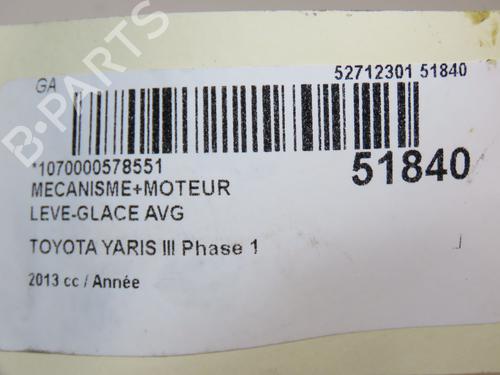 GA
52712301 51840
*1070000578551
51840
MECANISME+MOTEUR
LEVE-GLACE AVG
TOYOTA YARIS III Phase 1
2013 cc / Année
B-PARTS